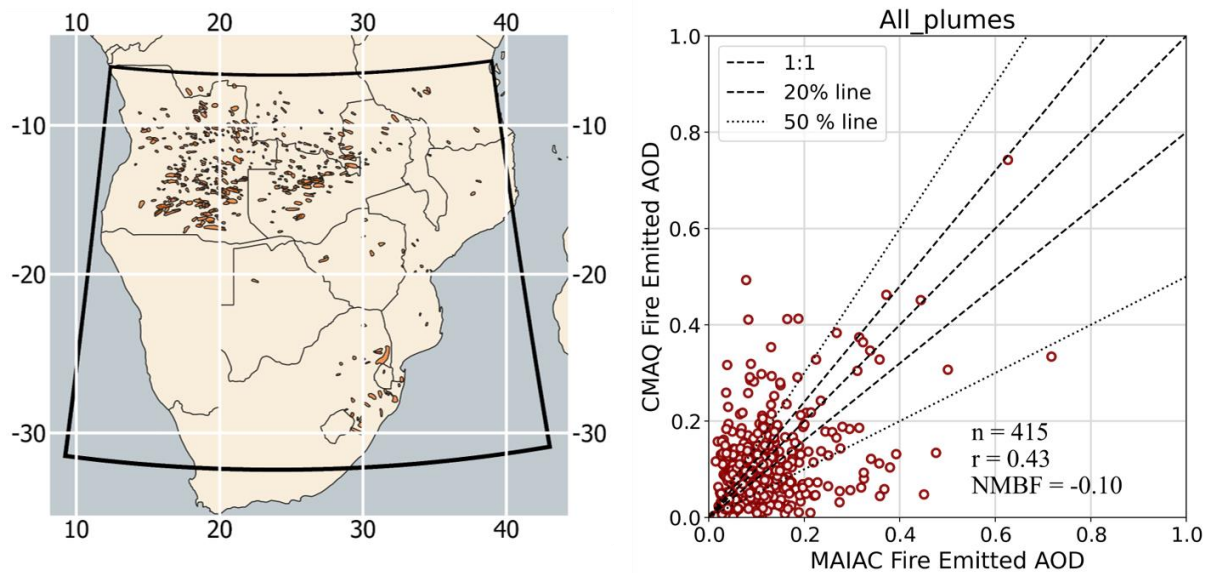 10 20 30 40
-10 -10
-20 -20
-30 -30
10 20 30 40
All_plumes
1.0
0.8
0.6
0.4
0.2
0.0
CMAQ Fire Emitted AOD
1:1
20% line
50 % line
n = 415
r = 0.43
NMBF = -0.10
0.0 0.2 0.4 0.6 0.8 1.0
MAIAC Fire Emitted AOD